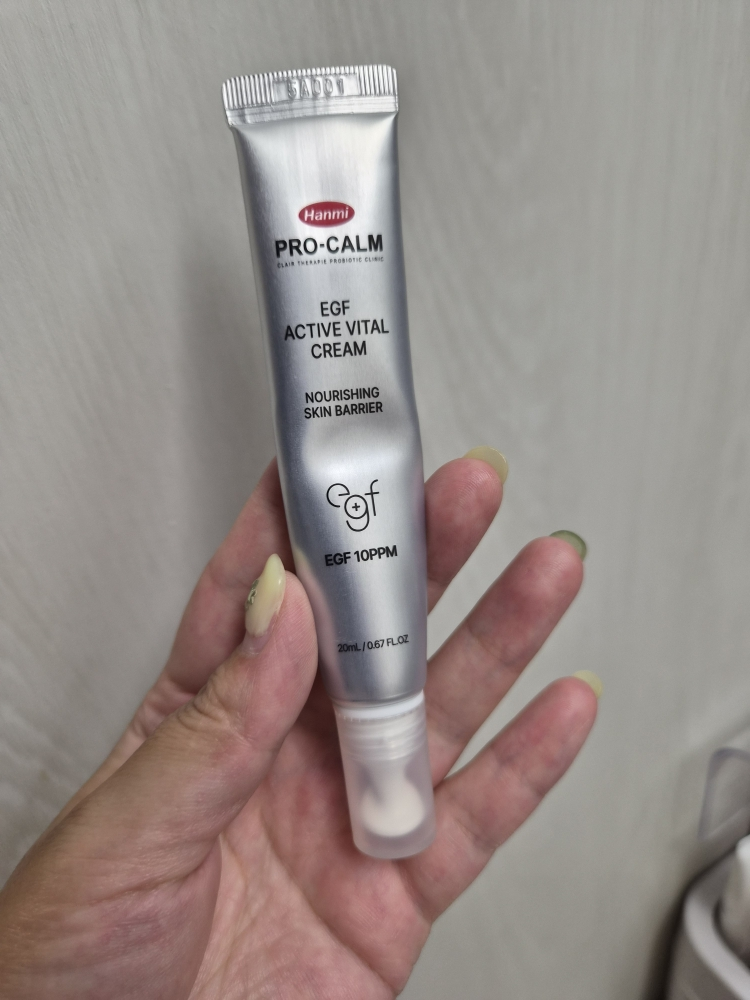 5A001
Hanmi
PRO-CALM
CLAIR THERAPIE PROBIOTIC CLINIC
EGF
ACTIVE VITAL
CREAM
NOURISHING
SKIN BARRIER
egf
EGF 10PPM
20mL / 0.67 FL.OZ